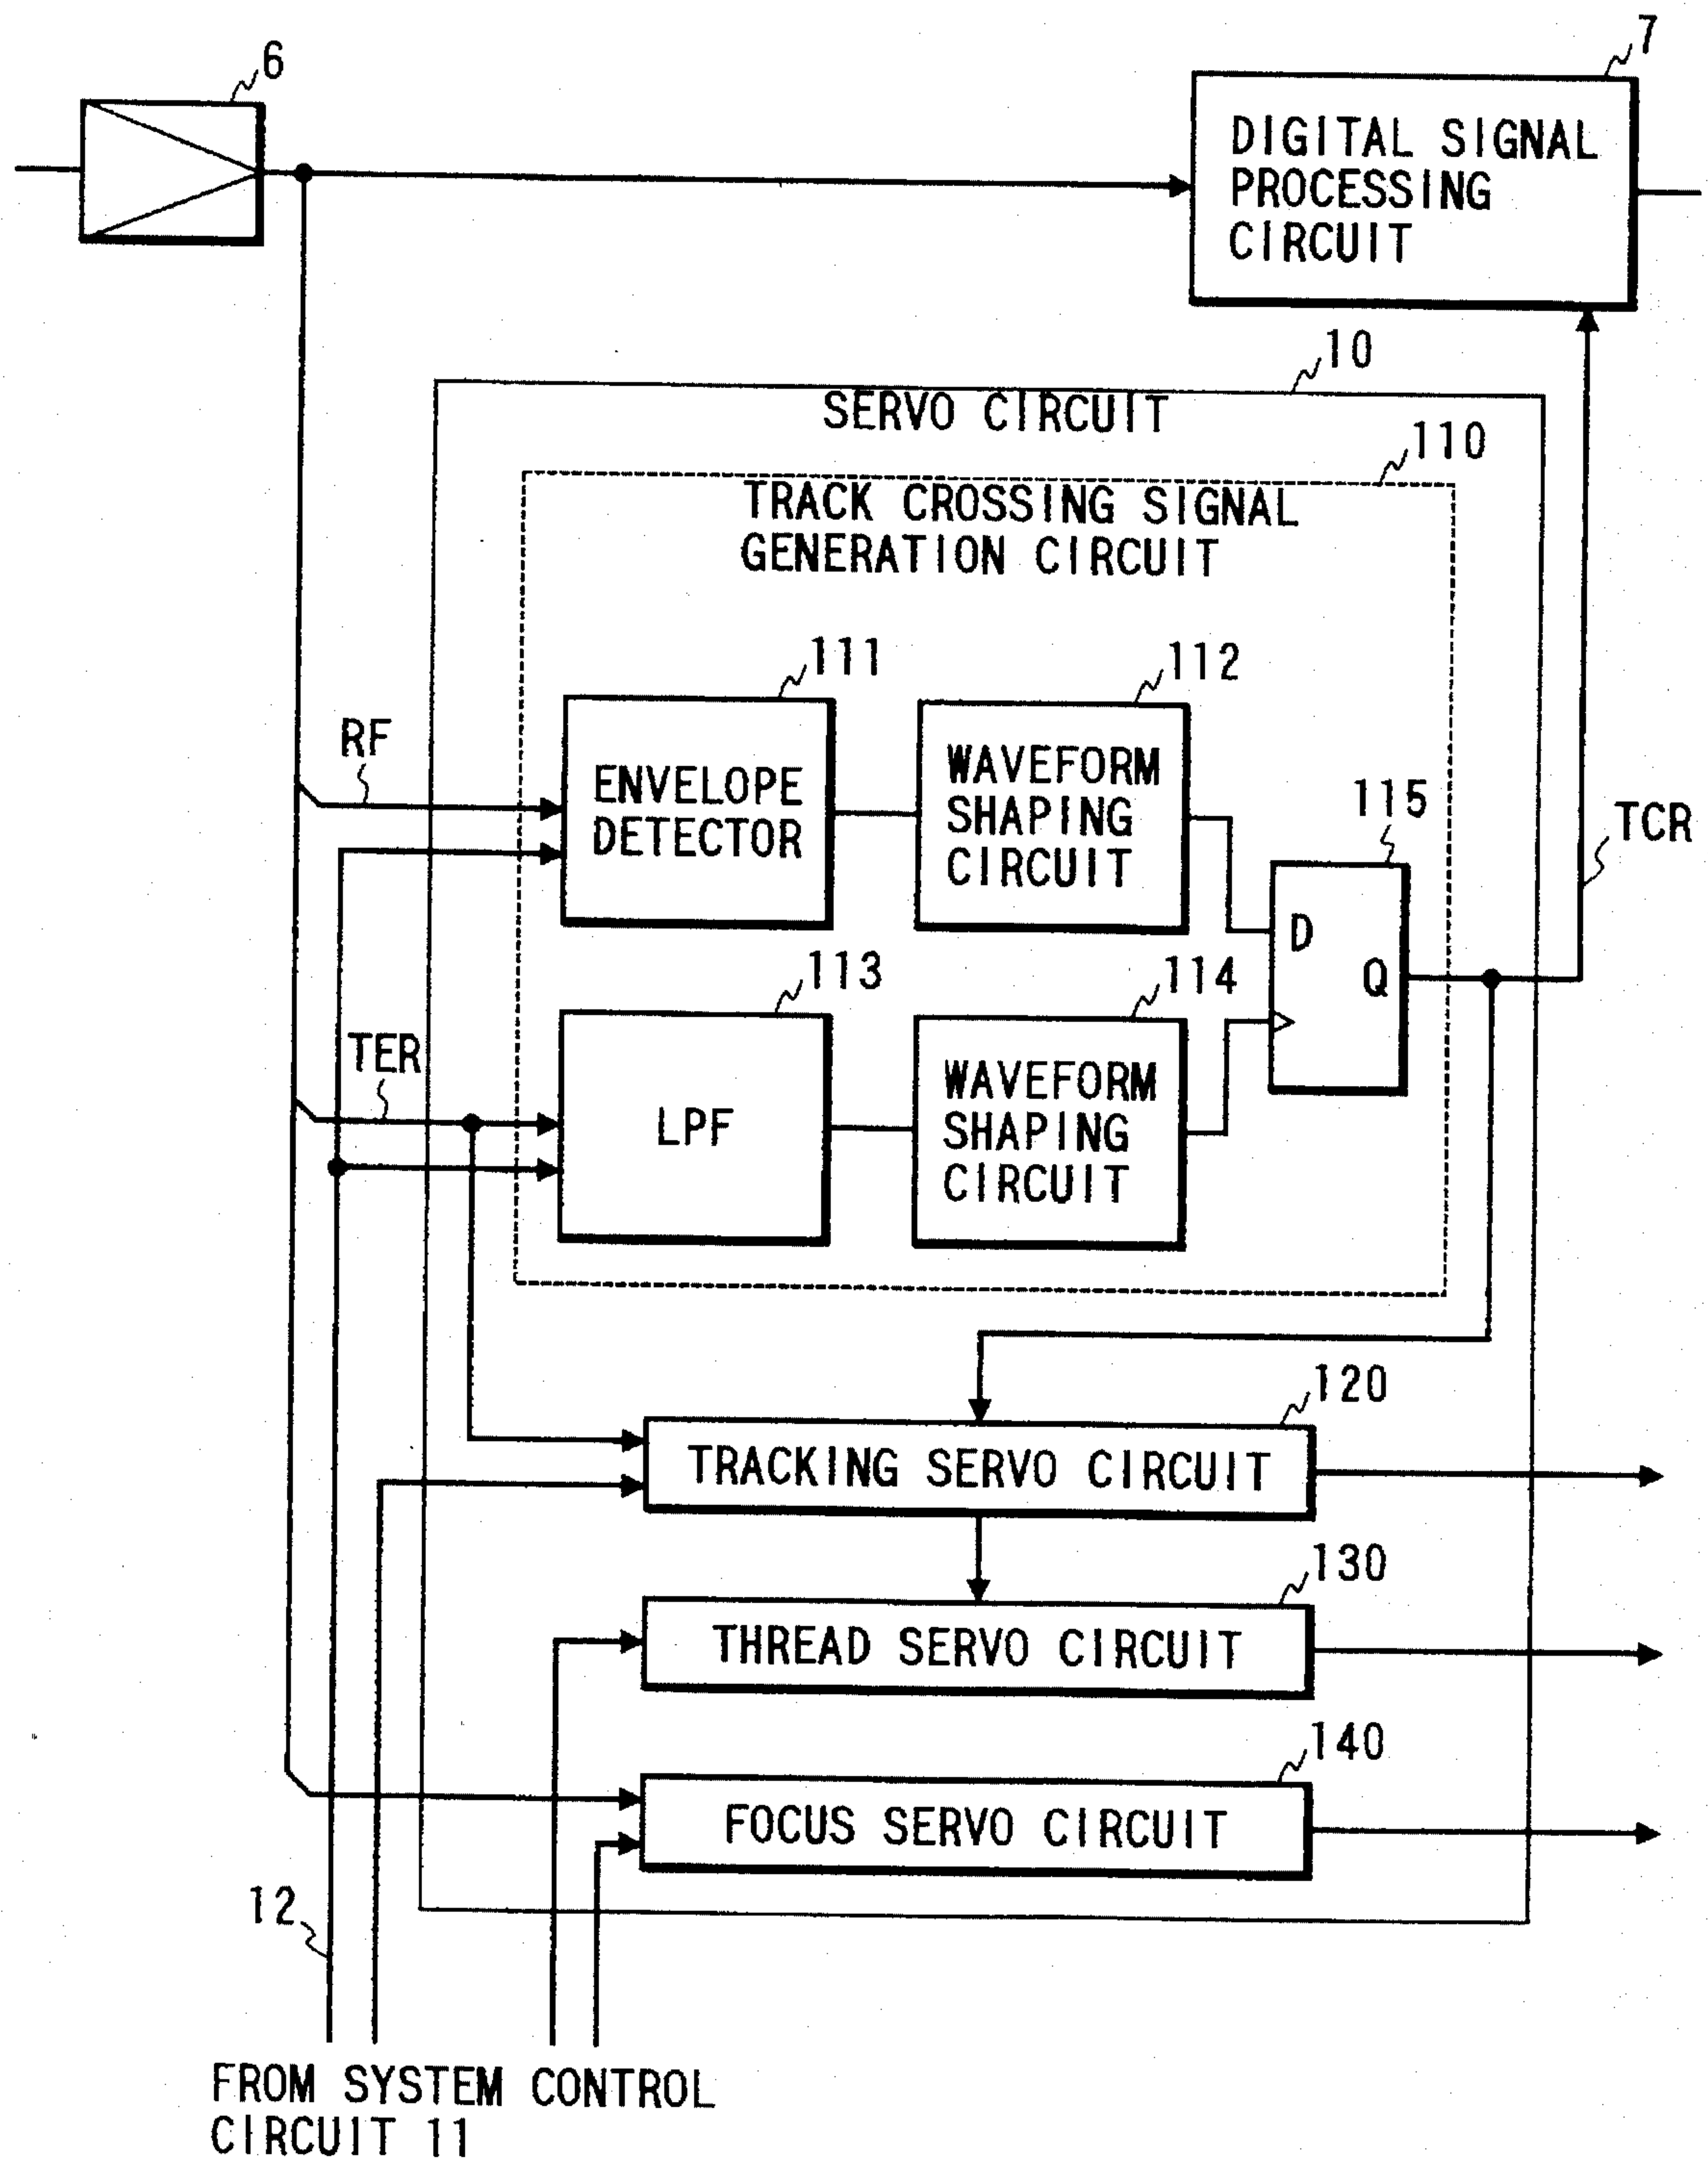 6
7
DIGITAL SIGNAL
PROCESSING
CIRCUIT
10
SERVO CIRCUIT
110
TRACK CROSSING SIGNAL
GENERATION CIRCUIT
111
112
RF
ENVELOPE
DETECTOR
WAVEFORM
SHAPING
CIRCUIT
115
TCR
D
Q
113
114
TER
LPF
WAVEFORM
SHAPING
CIRCUIT
120
TRACKING SERVO CIRCUIT
130
THREAD SERVO CIRCUIT
140
FOCUS SERVO CIRCUIT
12
FROM SYSTEM CONTROL
CIRCUIT 11